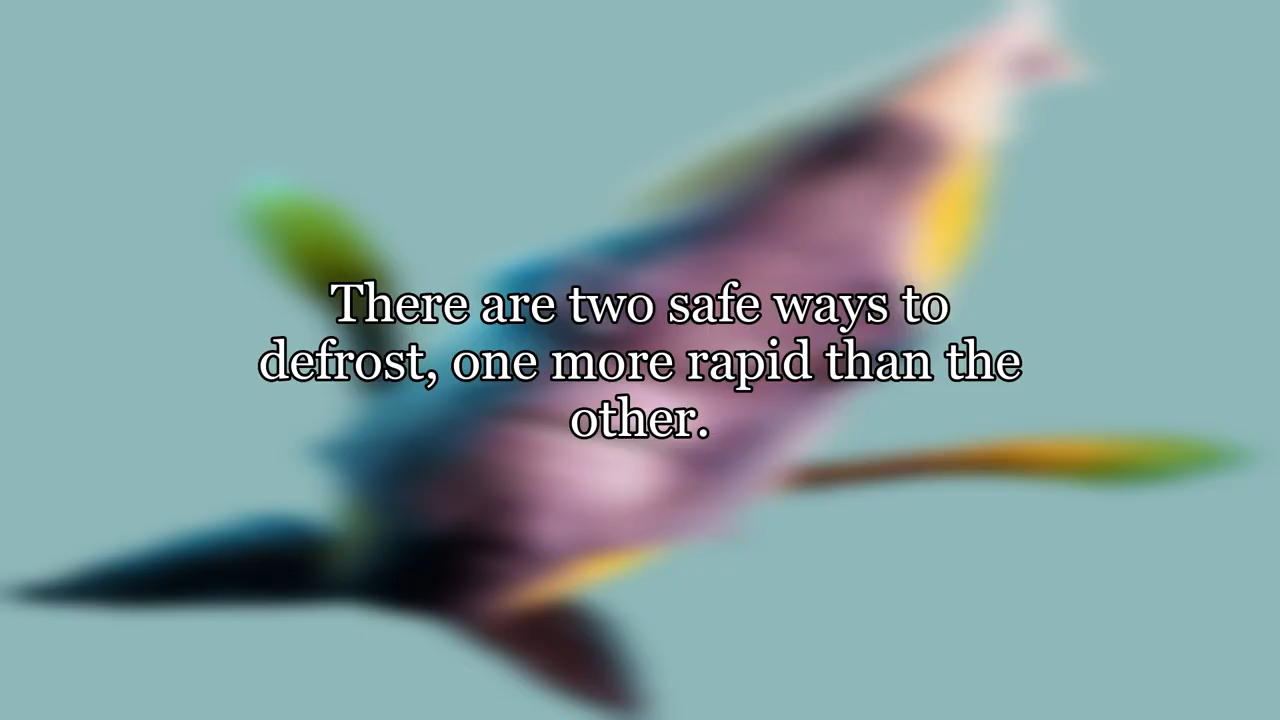 There are two safe ways to
defrost, one more rapid than the
other.